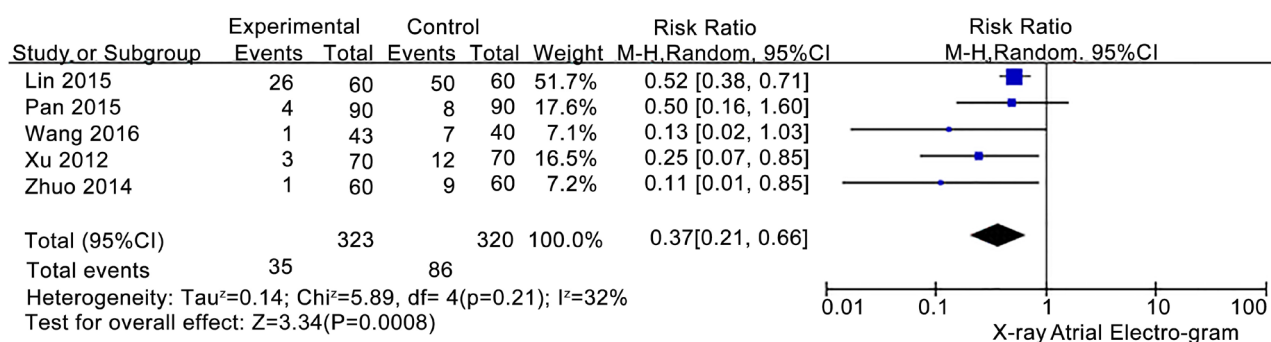 Experimental Control Risk Ratio Risk Ratio
Study or Subgroup Events Total Events Total Weight M-H,Random, 95%CI M-H,Random. 95%CI
Lin 2015 26 60 50 60 51.7% 0.52 [0.38, 0.71]
Pan 2015 4 90 8 90 17.6% 0.50 [0.16, 1.60]
Wang 2016 1 43 7 40 7.1% 0.13 [0.02, 1.03]
Xu 2012 3 70 12 70 16.5% 0.25 [0.07, 0.85]
Zhuo 2014 1 60 9 60 7.2% 0.11 [0.01, 0.85]
Total (95%CI) 323 320 100.0% 0.37[0.21, 0.66]
Total events 35 86
Heterogeneity: Tauᶻ=0.14; Chiᶻ=5.89, df= 4(p=0.21); Iᶻ=32%
Test for overall effect: Z=3.34(P=0.0008)
0.01 0.1 1 10 100
X-ray Atrial Electro-gram